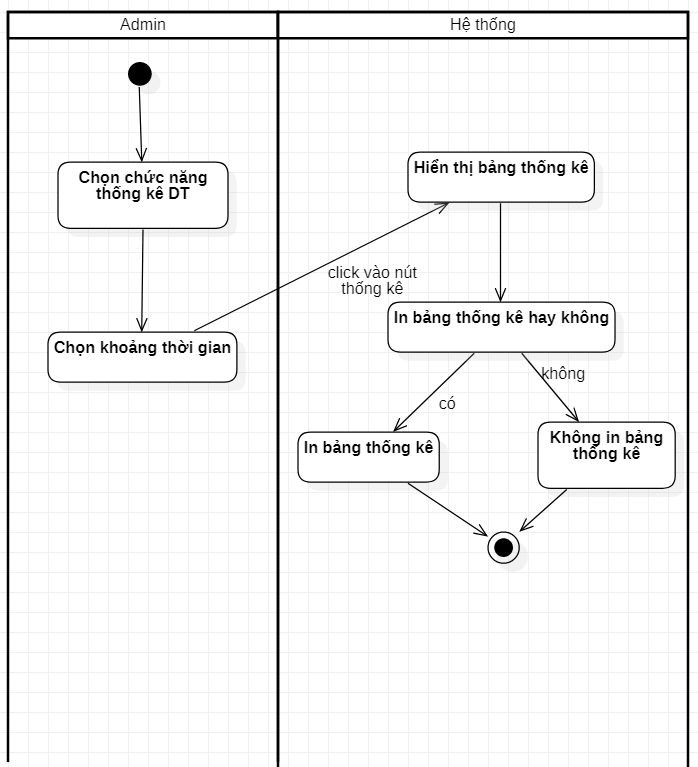 Admin
Hệ thống
Chọn chức năng
thống kê DT
Hiển thị bảng thống kê
click vào nút
thống kê
In bảng thống kê hay không
Chọn khoảng thời gian
không
có
In bảng thống kê
Không in bảng
thống kê